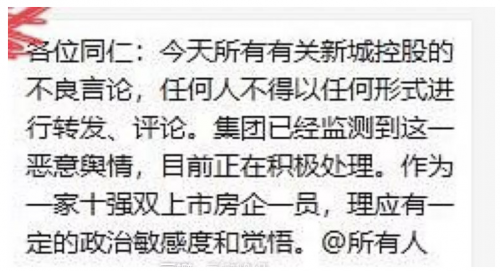 各位同仁：今天所有有关新城控股的
不良言论，任何人不得以任何形式进
行转发、评论。集团已经监测到这一
恶意舆情，目前正在积极处理。作为
一家十强双上市房企一员，理应有一
定的政治敏感度和觉悟。@所有人